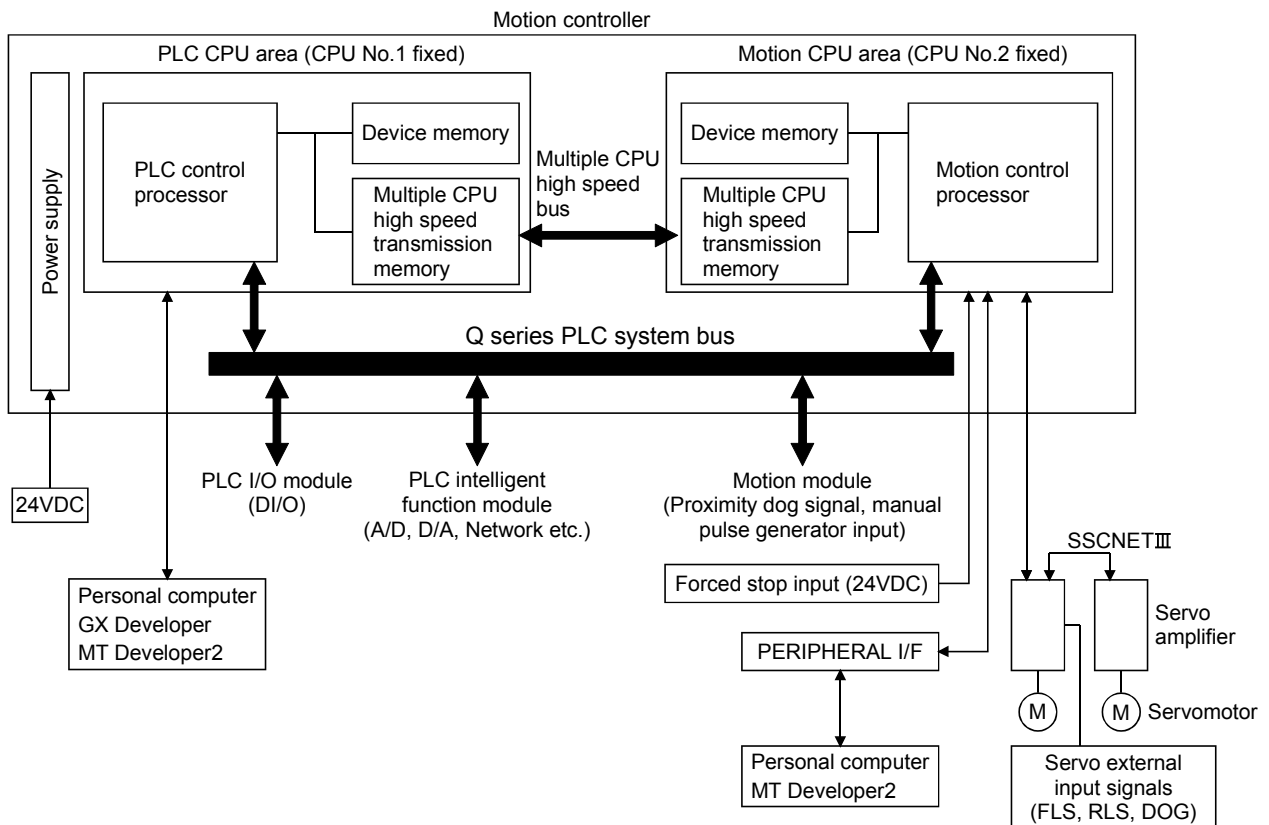 Motion controller
PLC CPU area (CPU No.1 fixed)
Motion CPU area (CPU No.2 fixed)
Power supply
PLC control
processor
Device memory
Multiple CPU
high speed
transmission
memory
Multiple CPU
high speed
bus
Device memory
Multiple CPU
high speed
transmission
memory
Motion control
processor
Q series PLC system bus
24VDC
PLC I/O module
(DI/O)
PLC intelligent
function module
(A/D, D/A, Network etc.)
Motion module
(Proximity dog signal, manual
pulse generator input)
SSCNETⅢ
Forced stop input (24VDC)
Personal computer
GX Developer
MT Developer2
PERIPHERAL I/F
Servo
amplifier
M
M
Servomotor
Personal computer
MT Developer2
Servo external
input signals
(FLS, RLS, DOG)